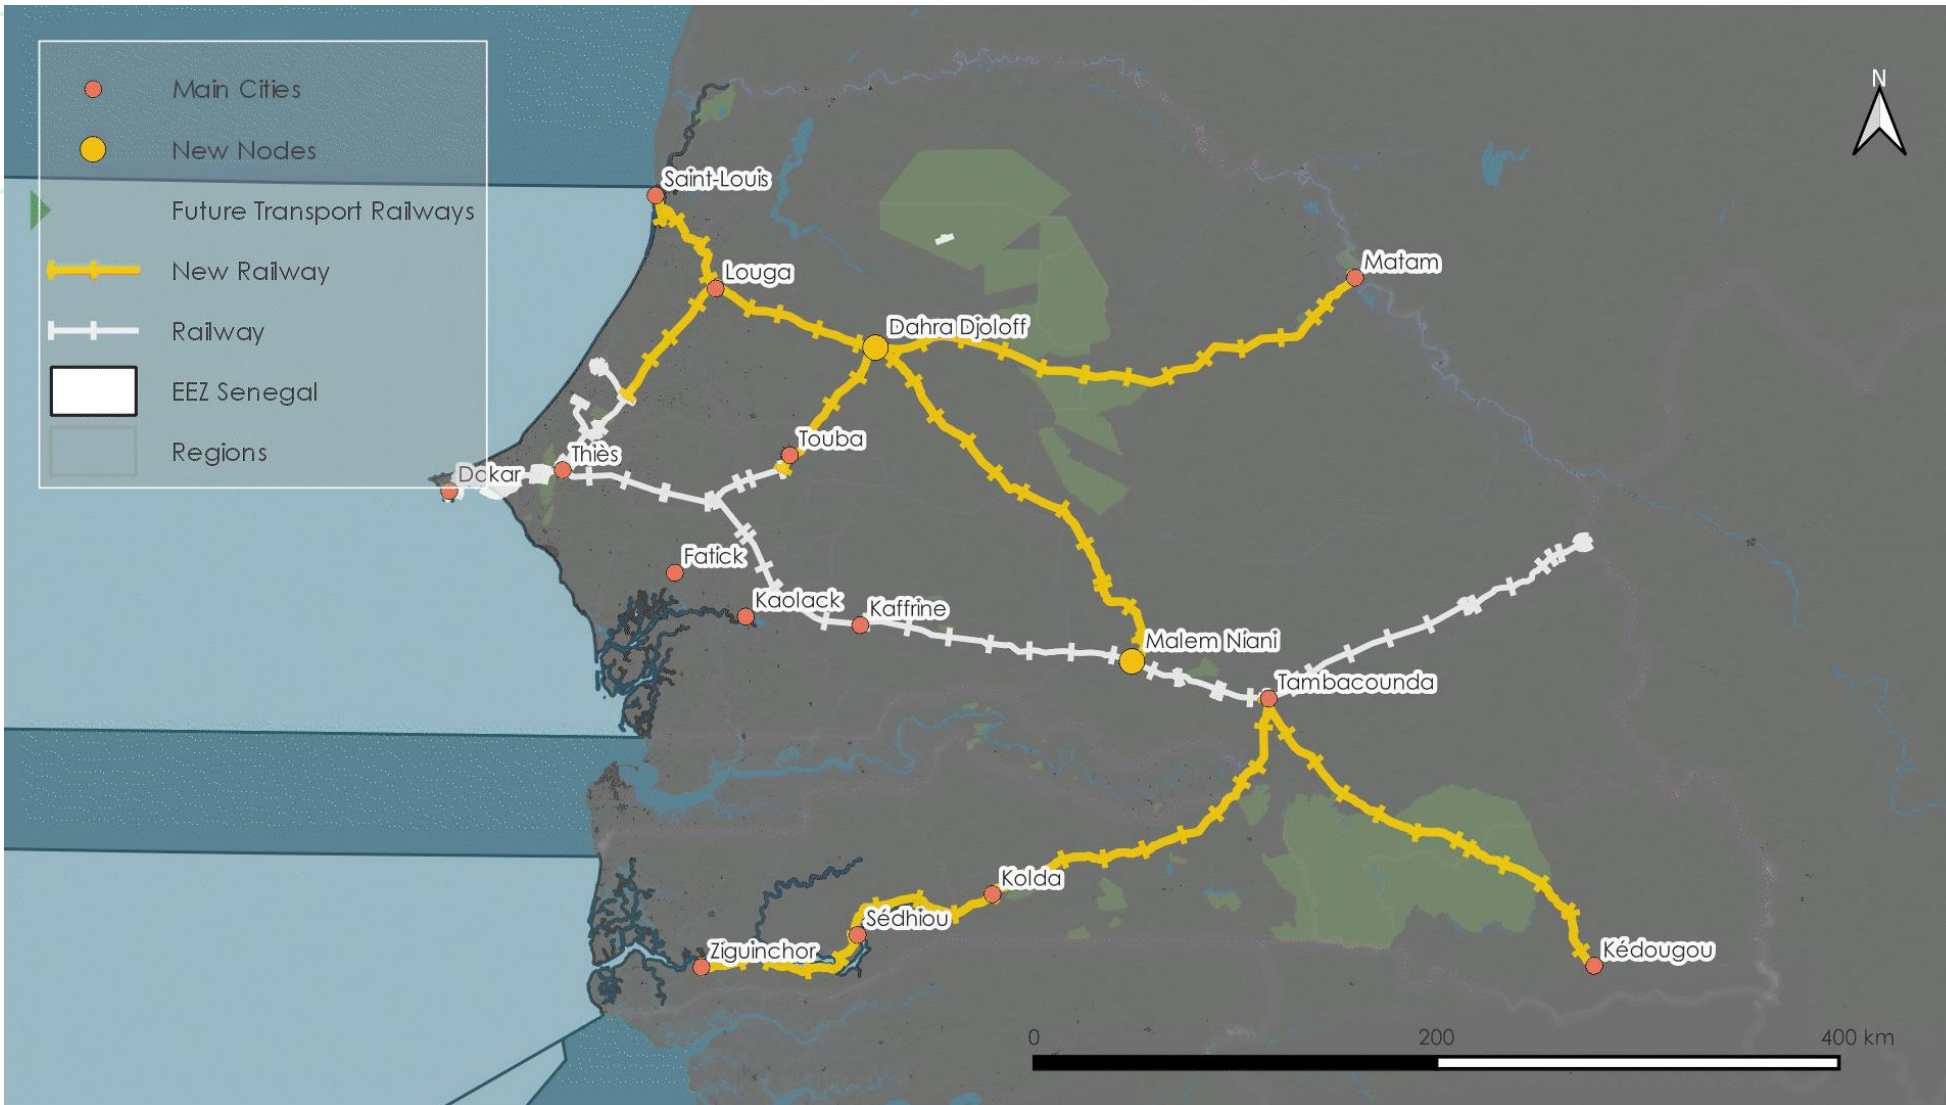 N
Main Cities
New Nodes
Future Transport Railways
New Railway
Railway
EEZ Senegal
Regions
Saint-Louis
Louga
Matam
Dahra Djoloff
Touba
Thiès
Dakar
Fatick
Kaolack
Kaffrine
Malem Niani
Tambacounda
Kolda
Sédhiou
Ziguinchor
Kédougou
0 200 400 km